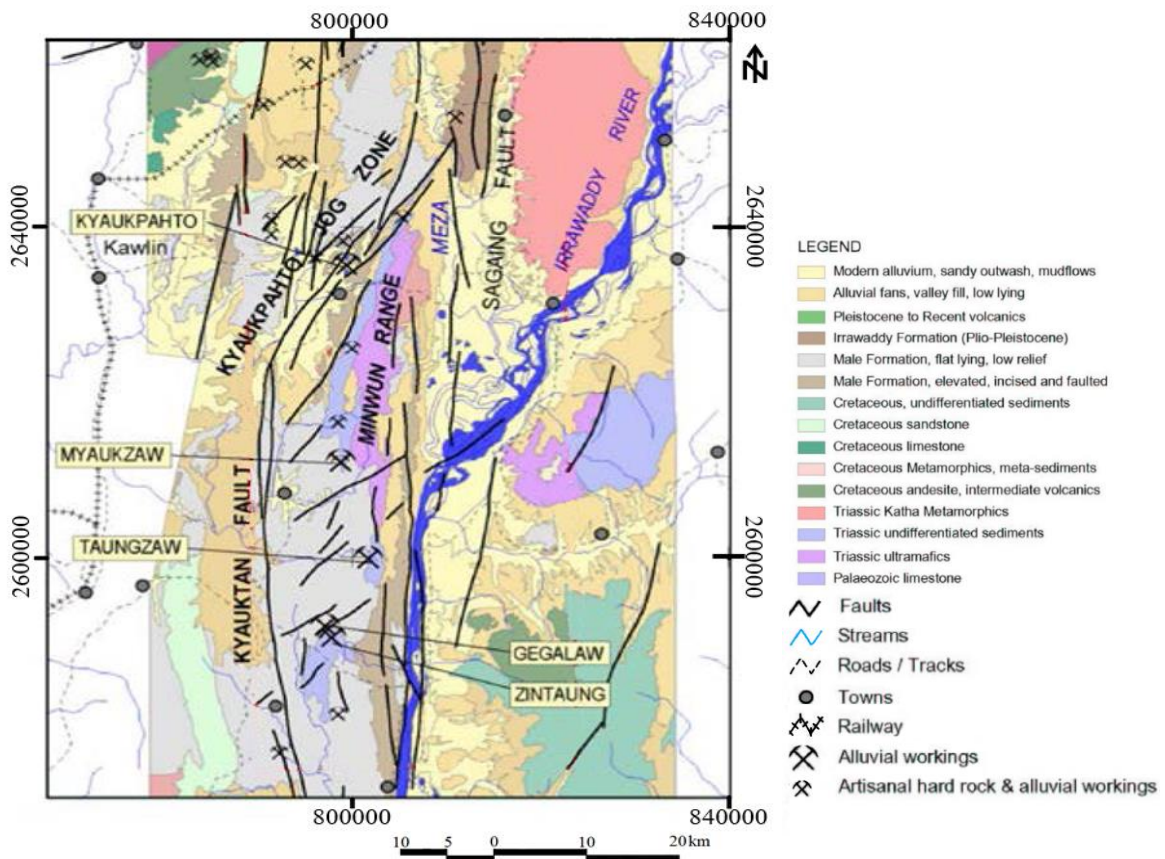 800000
840000
N
ZONE
JOG
KYAUKPAHTO
FAULT
RIVER
IRRAWADDY
MEZA
SAGAING
2640000
2640000
KYAUKPAHTO
Kawlin
MINWUN RANGE
MYAUKZAW
KYAUKTAN FAULT
TAUNGZAW
2600000
2600000
GEGALAW
ZINTAUNG
800000
840000
10 5 0 10 20 km
LEGEND
Modern alluvium, sandy outwash, mudflows
Alluvial fans, valley fill, low lying
Pleistocene to Recent volcanics
Irrawaddy Formation (Plio-Pleistocene)
Male Formation, flat lying, low relief
Male Formation, elevated, incised and faulted
Cretaceous, undifferentiated sediments
Cretaceous sandstone
Cretaceous limestone
Cretaceous Metamorphics, meta-sediments
Cretaceous andesite, intermediate volcanics
Triassic Katha Metamorphics
Triassic undifferentiated sediments
Triassic ultramafics
Palaeozoic limestone
Faults
Streams
Roads / Tracks
Towns
Railway
Alluvial workings
Artisanal hard rock & alluvial workings